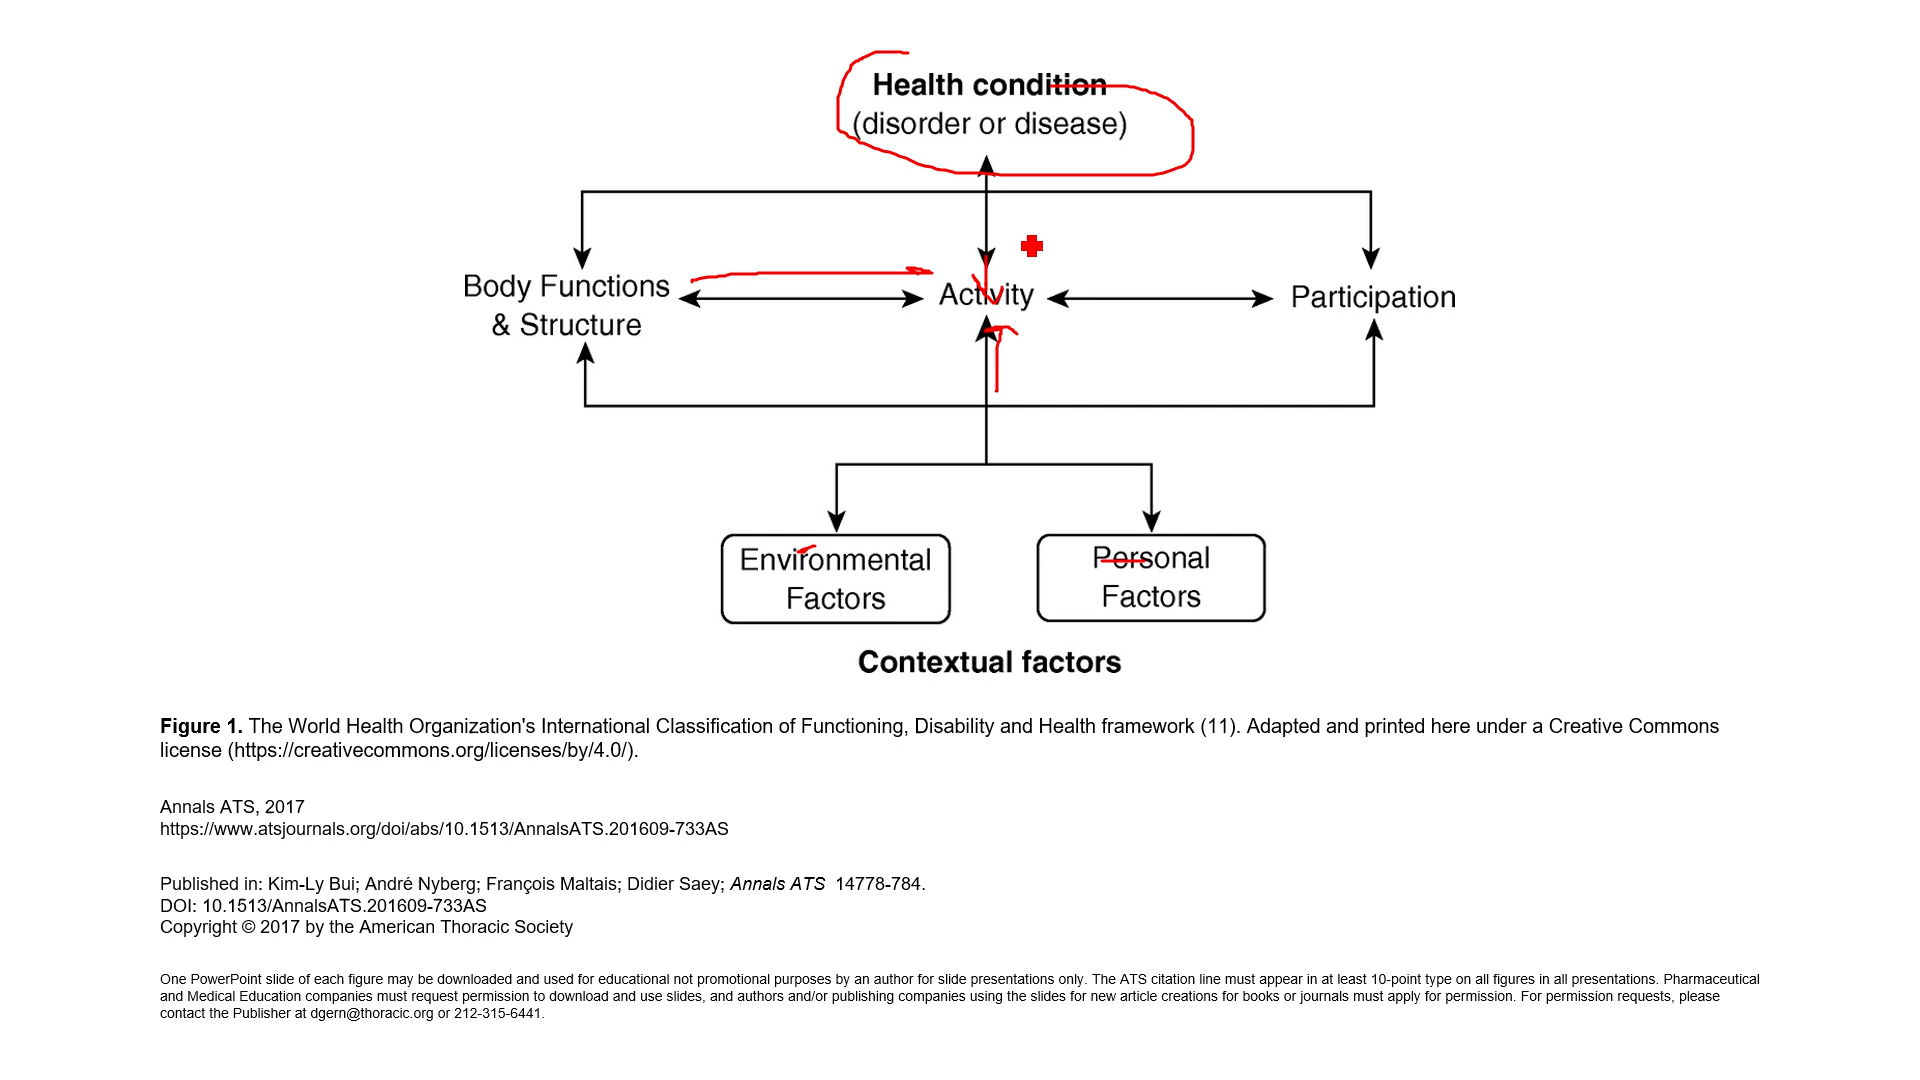 Health condition
(disorder or disease)
Body Functions
& Structure
Activity
Participation
Environmental
Factors
Personal
Factors
Contextual factors
Figure 1. The World Health Organization's International Classification of Functioning, Disability and Health framework (11). Adapted and printed here under a Creative Commons
license (https://creativecommons.org/licenses/by/4.0/).
Annals ATS, 2017
https://www.atsjournals.org/doi/abs/10.1513/AnnalsATS.201609-733AS
Published in: Kim-Ly Bui; André Nyberg; François Maltais; Didier Saey; Annals ATS 14778-784.
DOI: 10.1513/AnnalsATS.201609-733AS
Copyright © 2017 by the American Thoracic Society
One PowerPoint slide of each figure may be downloaded and used for educational not promotional purposes by an author for slide presentations only. The ATS citation line must appear in at least 10-point type on all figures in all presentations. Pharmaceutical
and Medical Education companies must request permission to download and use slides, and authors and/or publishing companies using the slides for new article creations for books or journals must apply for permission. For permission requests, please
contact the Publisher at dgern@thoracic.org or 212-315-6441.